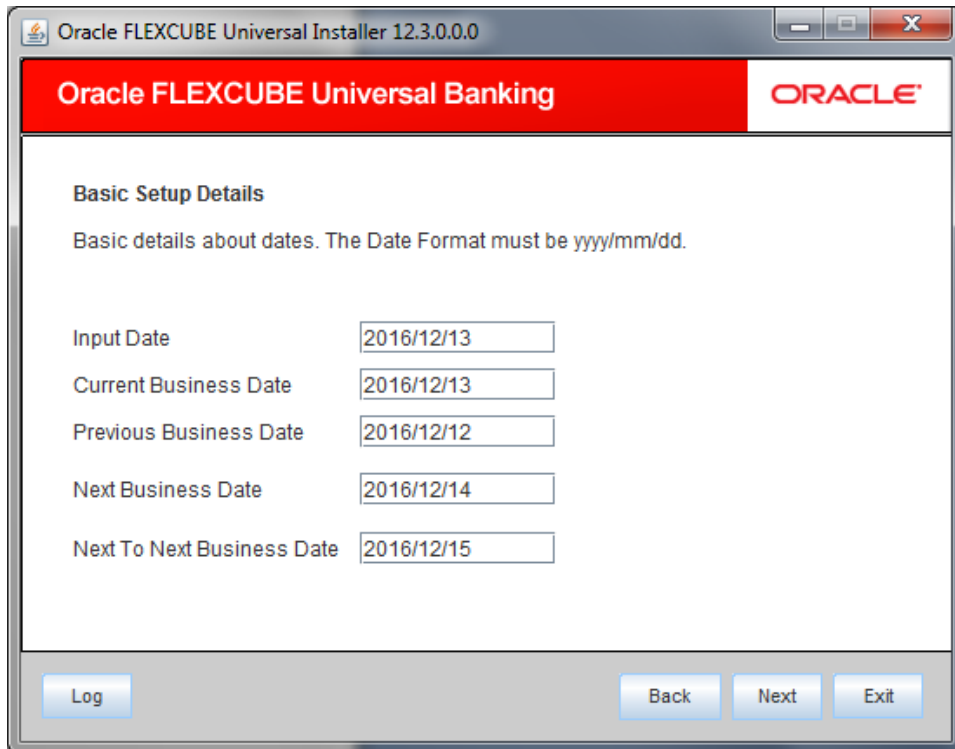 Oracle FLEXCUBE Universal Installer 12.3.0.0.0
Oracle FLEXCUBE Universal Banking
ORACLE
Basic Setup Details
Basic details about dates. The Date Format must be yyyy/mm/dd.
Input Date 2016/12/13
Current Business Date 2016/12/13
Previous Business Date 2016/12/12
Next Business Date 2016/12/14
Next To Next Business Date 2016/12/15
Log Back Next Exit